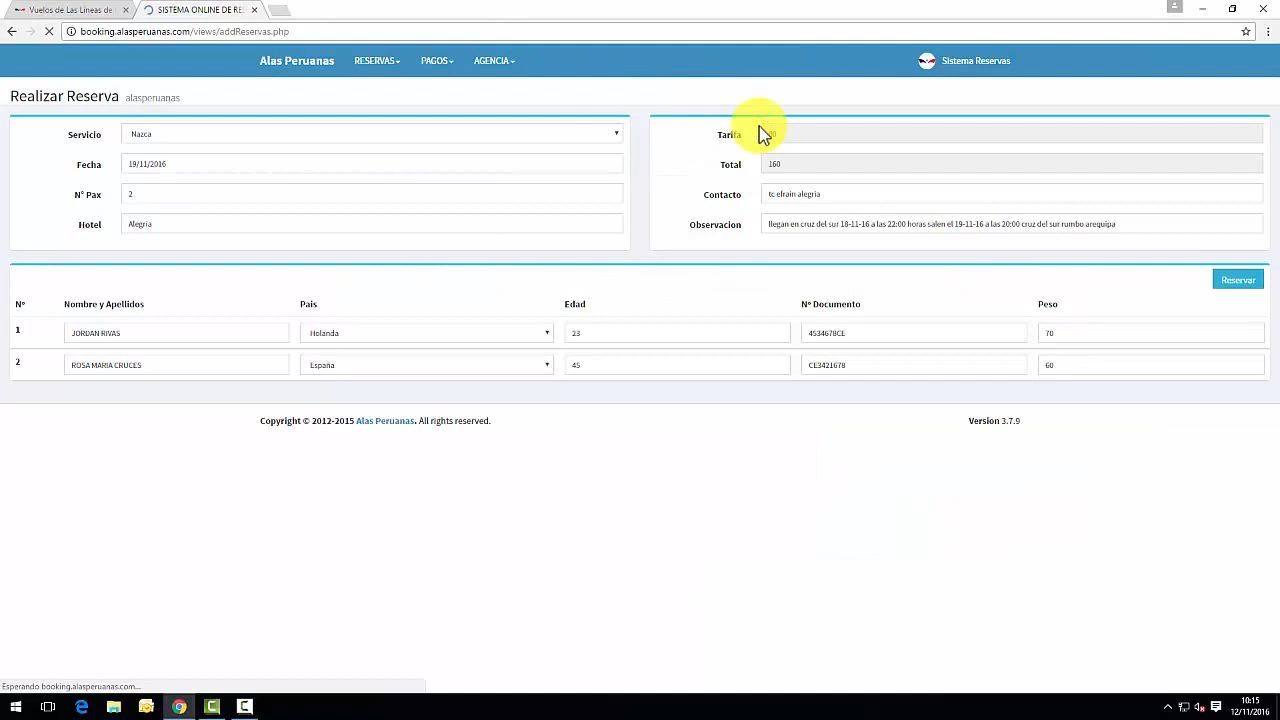 Vuelos de Las Líneas de
SISTEMA ONLINE DE RES
booking.alasperuanas.com/views/addReservas.php
Alas Peruanas RESERVAS PAGOS AGENCIA Sistema Reservas
Realizar Reserva alasperuanas
Servicio Nazca Tarifa
Fecha 19/11/2016 Total 160
N° Pax 2 Contacto tc efrain alegria
Hotel Alegria Observacion llegan en cruz del sur 18-11-16 a las 22:00 horas salen el 19-11-16 a las 20:00 cruz del sur rumbo arequipa
Reservar
Nº Nombre y Apellidos Pais Edad Nº Documento Peso
1 JORDAN RIVAS Holanda 23 4534678CE 70
2 ROSA MARIA CRUCES España 45 CE3421678 60
Copyright © 2012-2015 Alas Peruanas. All rights reserved. Version 3.7.9
Esperando booking.alasperuanas.com...
10:15
12/11/2016